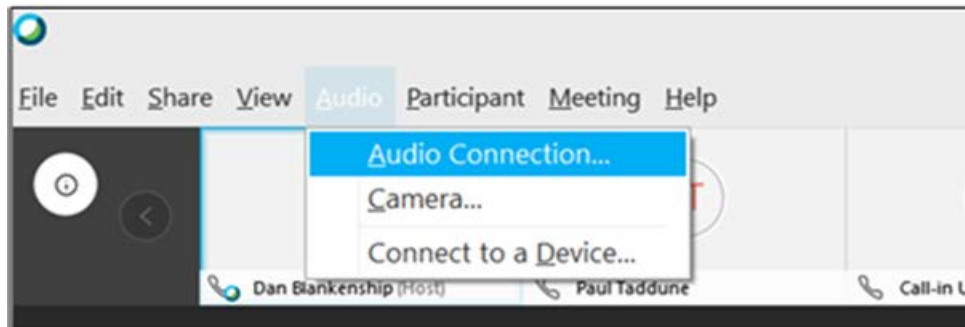 File Edit Share View Audio Participant Meeting Help
Audio Connection...
Camera...
Connect to a Device...
T
Dan Blankenship (Host) Paul Taddune Call-in U